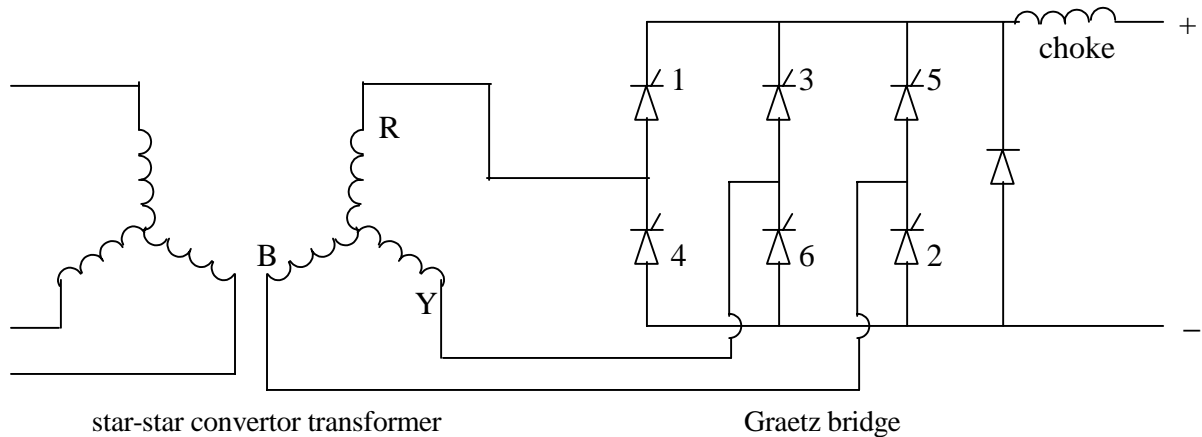 +
choke
1
3
5
R
B
4
6
2
Y
−
star-star convertor transformer
Graetz bridge